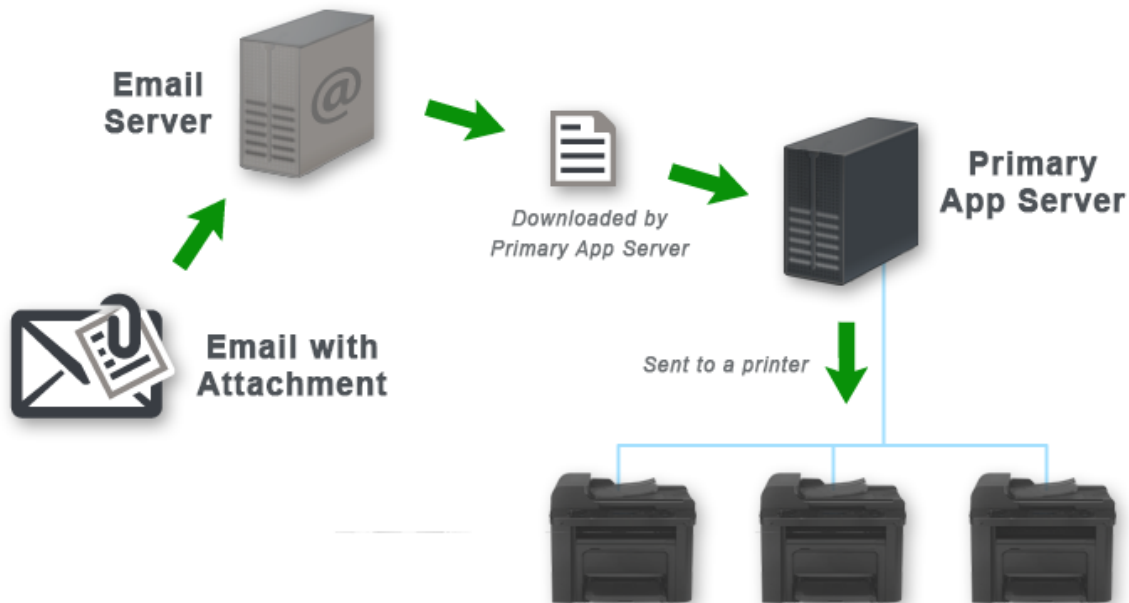 Email
Server
@
Downloaded by
Primary App Server
Primary
App Server
Email with
Attachment
Sent to a printer